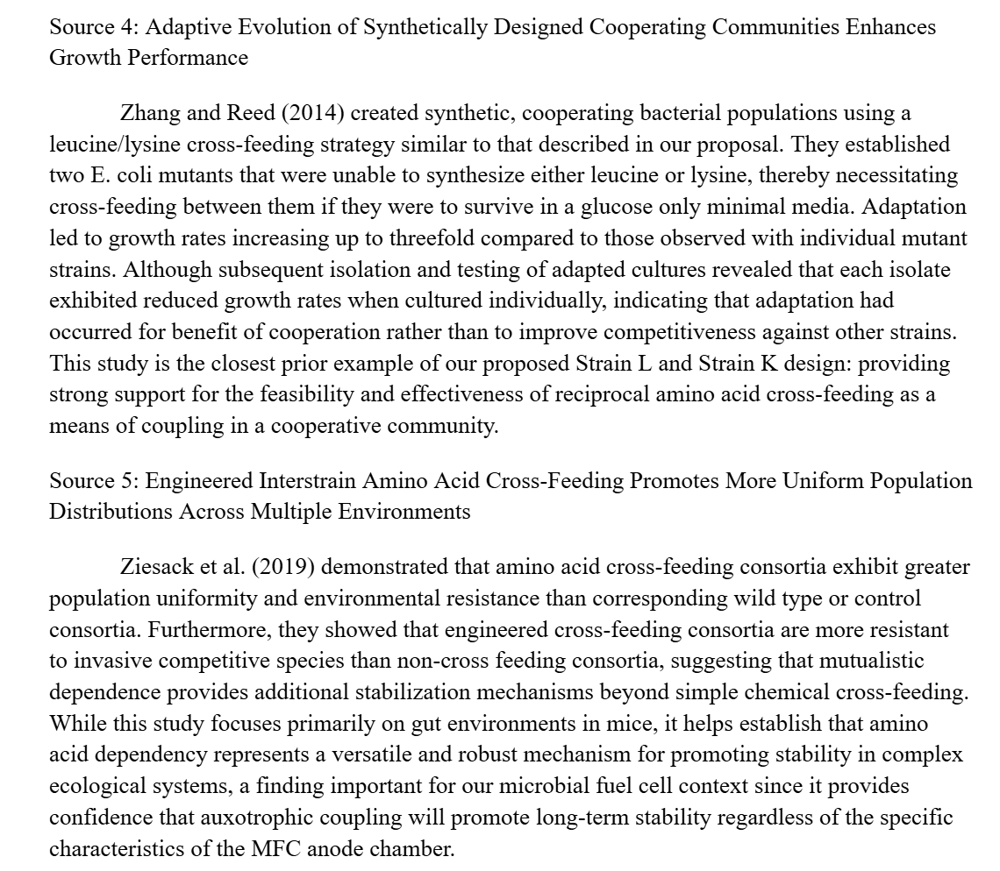 Source 4: Adaptive Evolution of Synthetically Designed Cooperating Communities Enhances
Growth Performance
Zhang and Reed (2014) created synthetic, cooperating bacterial populations using a
leucine/lysine cross-feeding strategy similar to that described in our proposal. They established
two E. coli mutants that were unable to synthesize either leucine or lysine, thereby necessitating
cross-feeding between them if they were to survive in a glucose only minimal media. Adaptation
led to growth rates increasing up to threefold compared to those observed with individual mutant
strains. Although subsequent isolation and testing of adapted cultures revealed that each isolate
exhibited reduced growth rates when cultured individually, indicating that adaptation had
occurred for benefit of cooperation rather than to improve competitiveness against other strains.
This study is the closest prior example of our proposed Strain L and Strain K design: providing
strong support for the feasibility and effectiveness of reciprocal amino acid cross-feeding as a
means of coupling in a cooperative community.
Source 5: Engineered Interstrain Amino Acid Cross-Feeding Promotes More Uniform Population
Distributions Across Multiple Environments
Ziesack et al. (2019) demonstrated that amino acid cross-feeding consortia exhibit greater
population uniformity and environmental resistance than corresponding wild type or control
consortia. Furthermore, they showed that engineered cross-feeding consortia are more resistant
to invasive competitive species than non-cross feeding consortia, suggesting that mutualistic
dependence provides additional stabilization mechanisms beyond simple chemical cross-feeding.
While this study focuses primarily on gut environments in mice, it helps establish that amino
acid dependency represents a versatile and robust mechanism for promoting stability in complex
ecological systems, a finding important for our microbial fuel cell context since it provides
confidence that auxotrophic coupling will promote long-term stability regardless of the specific
characteristics of the MFC anode chamber.